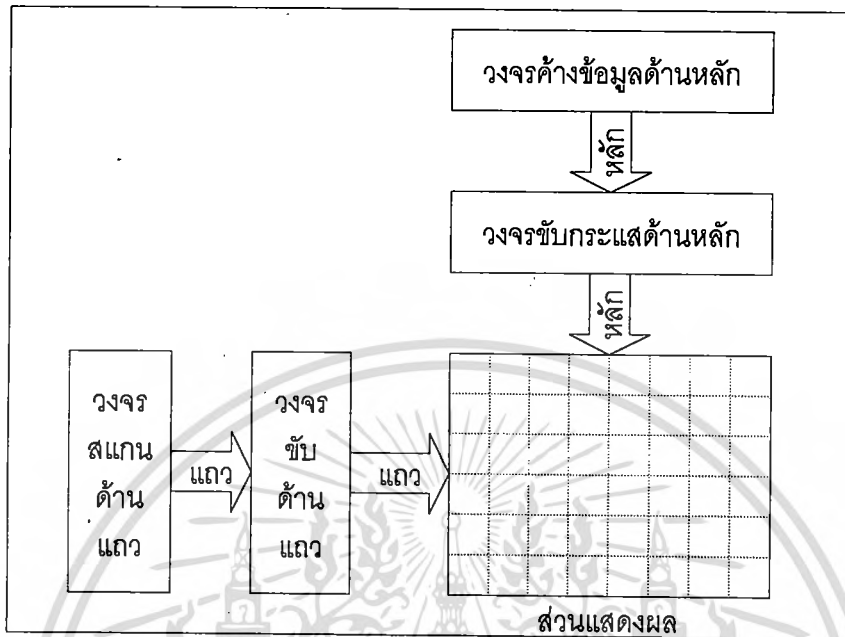 วงจรค้างข้อมูลด้านหลัก
หลัก
วงจรขับกระแสด้านหลัก
หลัก
วงจร
สแกน
ด้าน
แถว
แถว
วงจร
ขับ
ด้าน
แถว
แถว
ส่วนแสดงผล